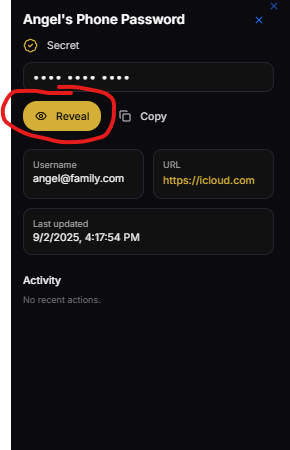 Angel's Phone Password
Secret
•••• •••• ••••
Reveal
Copy
Username
angel@family.com
URL
https://icloud.com
Last updated
9/2/2025, 4:17:54 PM
Activity
No recent actions.